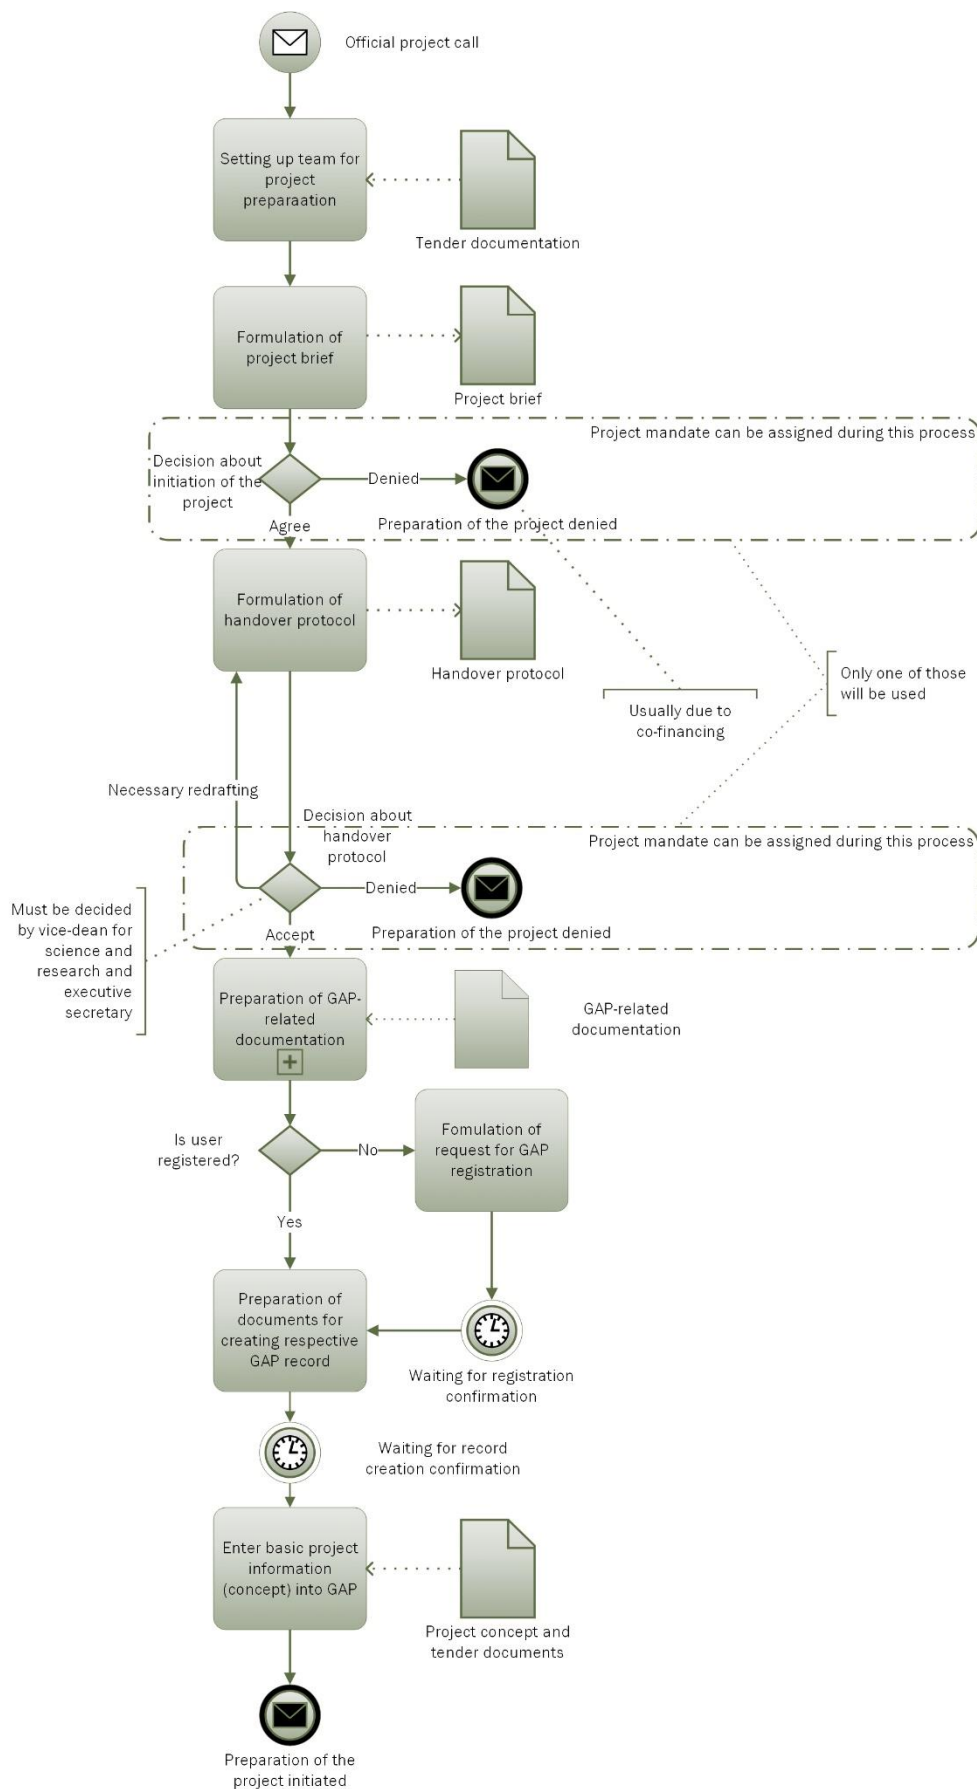 Official project call
Setting up team for
project
preparaation
Tender documentation
Formulation of
project brief
Project brief
Project mandate can be assigned during this process
Decision about
initiation of the
project
Denied
Preparation of the project denied
Agree
Formulation of
handover protocol
Handover protocol
Only one of those
will be used
Usually due to
co-financing
Necessary redrafting
Decision about
handover
protocol
Project mandate can be assigned during this process
Denied
Preparation of the project denied
Must be decided
by vice-dean for
science and
research and
executive
secretary
Accept
Preparation of GAP-
related
documentation
GAP-related
documentation
Is user
registered?
No
Fomulation of
request for GAP
registration
Yes
Preparation of
documents for
creating respective
GAP record
Waiting for registration
confirmation
Waiting for record
creation confirmation
Enter basic project
information
(concept) into GAP
Project concept and
tender documents
Preparation of the
project initiated